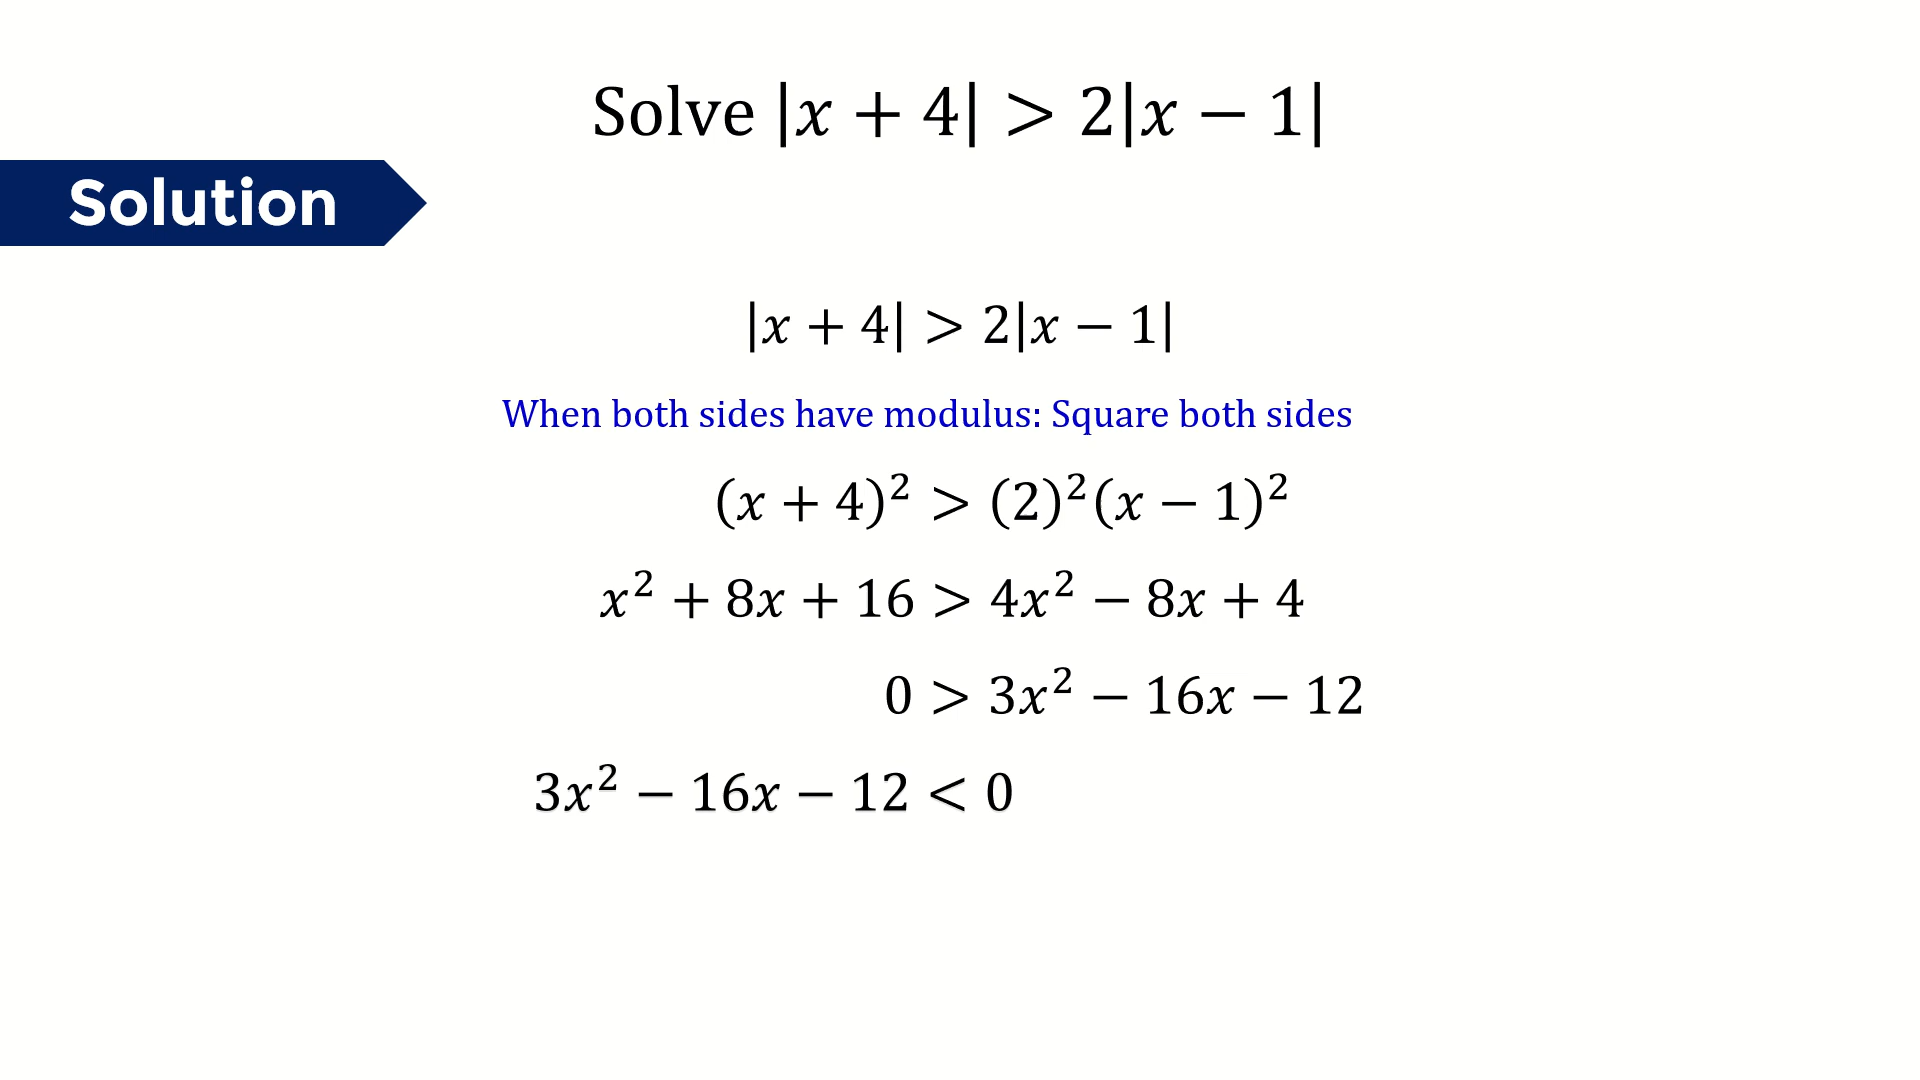 Solve |x + 4| > 2|x − 1|
Solution
|x + 4| > 2|x − 1|
When both sides have modulus: Square both sides
(x + 4)² > (2)²(x − 1)²
x² + 8x + 16 > 4x² − 8x + 4
0 > 3x² − 16x − 12
3x² − 16x − 12 < 0